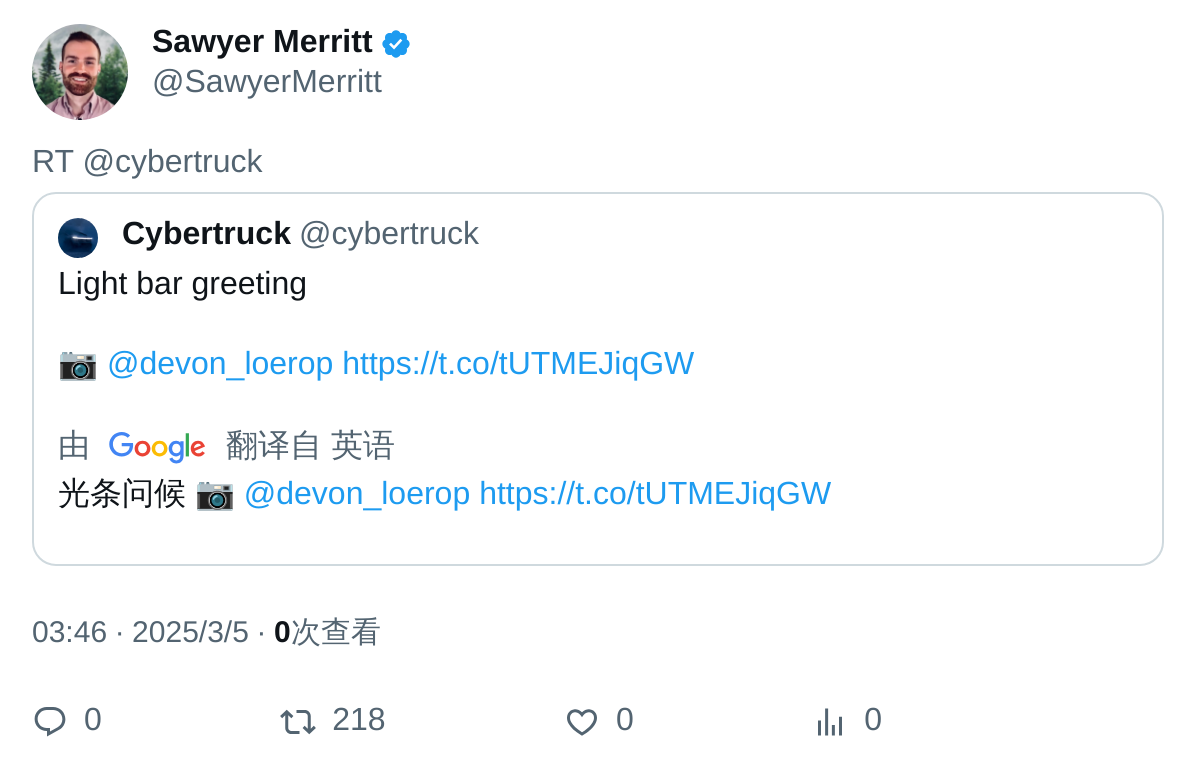 Sawyer Merritt
@SawyerMerritt
RT @cybertruck
Cybertruck @cybertruck
Light bar greeting
📷 @devon_loerop https://t.co/tUTMEJiqGW
由 Google 翻译自 英语
光条问候 📷 @devon_loerop https://t.co/tUTMEJiqGW
03:46 · 2025/3/5 · 0次查看
0 218 0 0